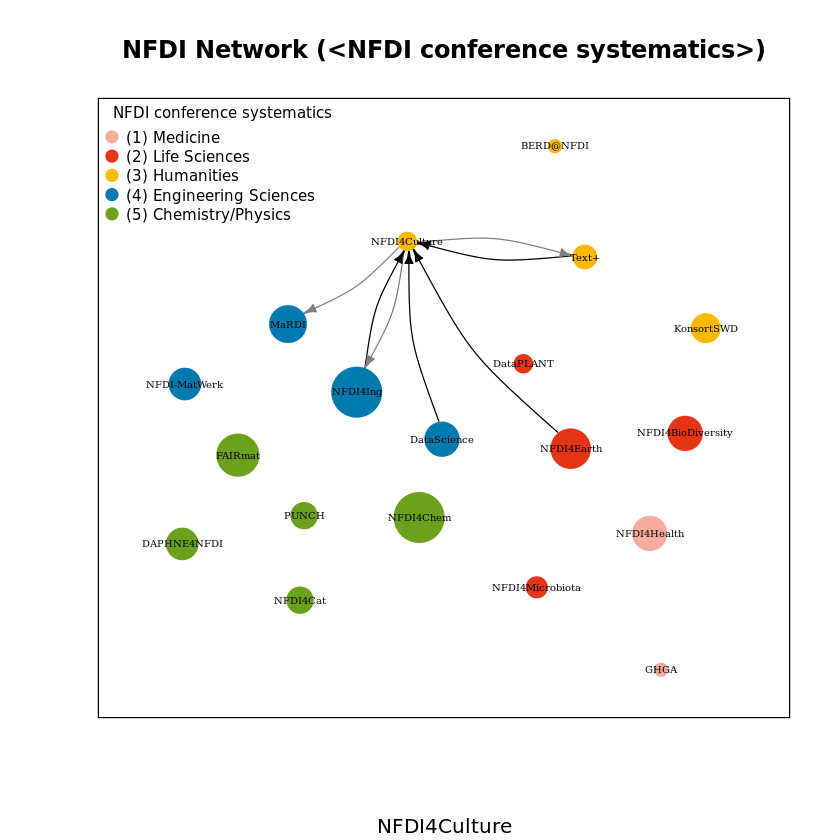 NFDI Network (<NFDI conference systematics>)
NFDI conference systematics
(1) Medicine
(2) Life Sciences
(3) Humanities
(4) Engineering Sciences
(5) Chemistry/Physics
BERD@NFDI
NFDI4Culture
Text+
MaRDI
KonsortSWD
DataPLANT
NFDI-MatWerk
NFDI4Ing
NFDI4BioDiversity
DataScience
NFDI4Earth
FAIRmat
PUNCH
NFDI4Chem
NFDI4Health
DAPHNE4NFDI
NFDI4Microbiota
NFDI4Cat
GHGA
NFDI4Culture